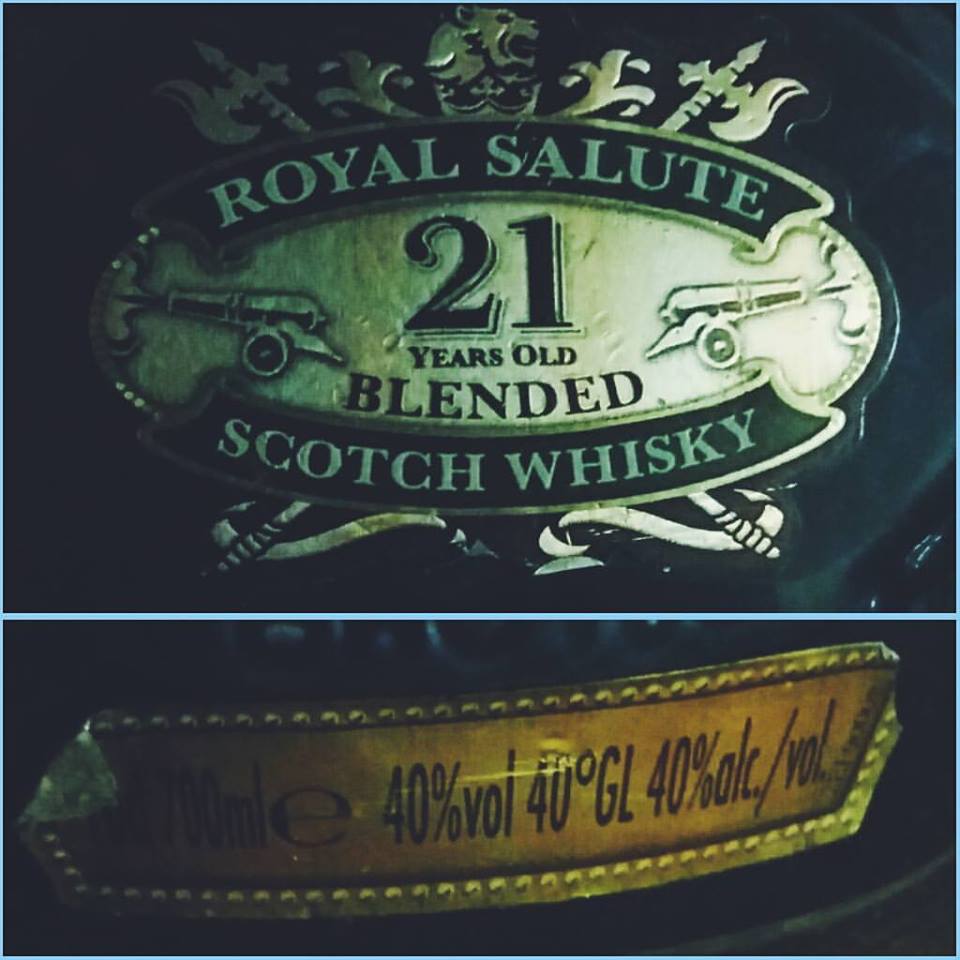 ROYAL SALUTE
21
YEARS OLD
BLENDED
SCOTCH WHISKY
700ml e 40%vol 40°GL 40%alc./vol.